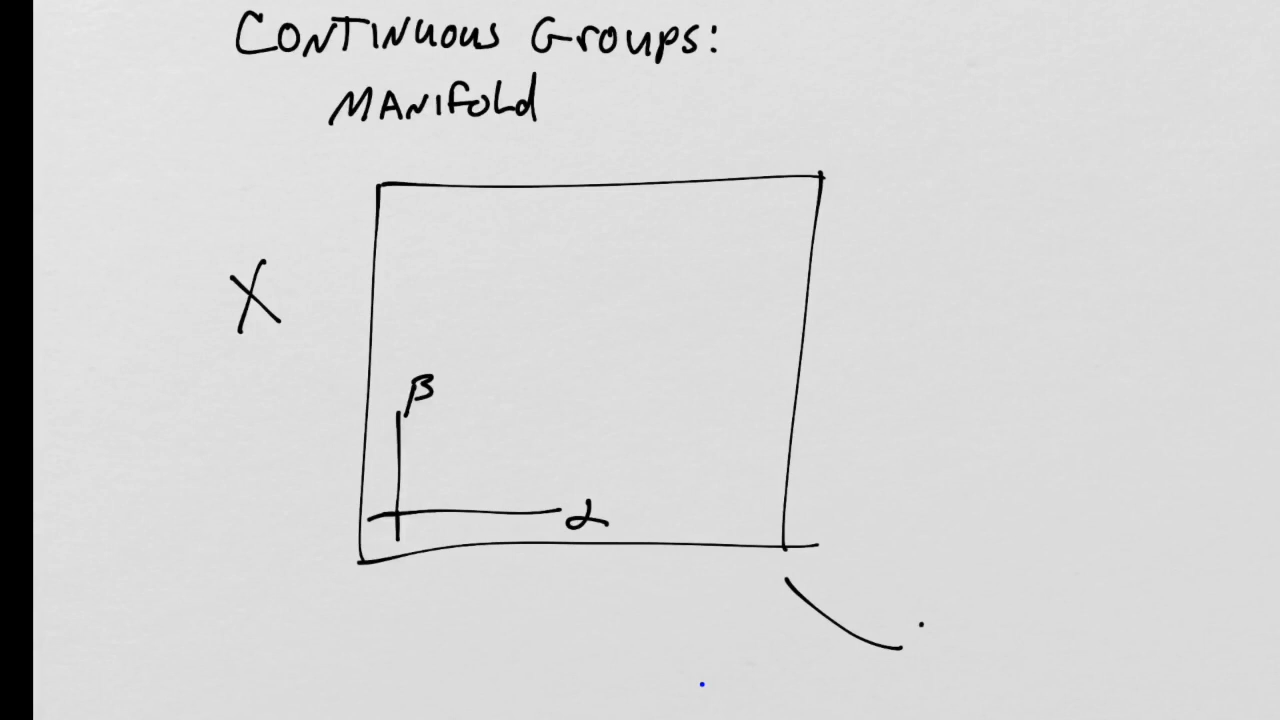 Continuous Groups:
Manifold
X
β
α